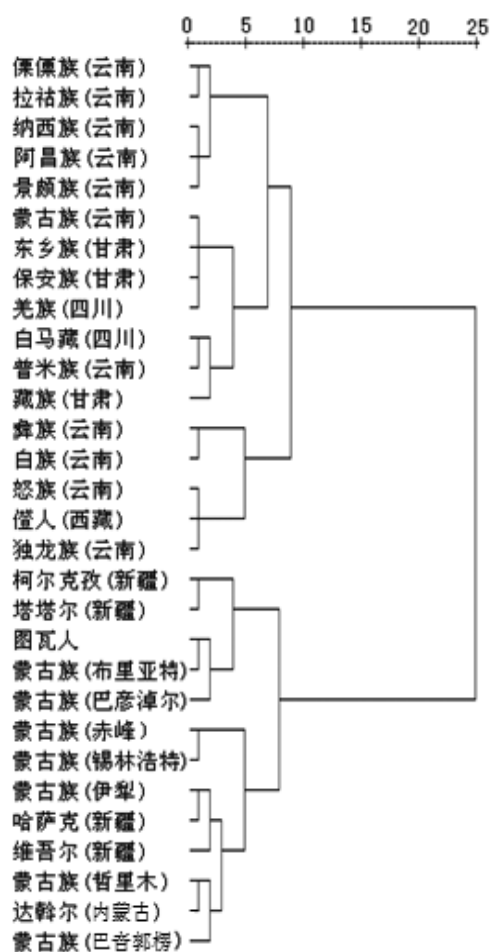 0 5 10 15 20 25
傈僳族(云南)
拉祜族(云南)
纳西族(云南)
阿昌族(云南)
景颇族(云南)
蒙古族(云南)
东乡族(甘肃)
保安族(甘肃)
羌族(四川)
白马藏(四川)
普米族(云南)
藏族(甘肃)
彝族(云南)
白族(云南)
怒族(云南)
僜人(西藏)
独龙族(云南)
柯尔克孜(新疆)
塔塔尔(新疆)
图瓦人
蒙古族(布里亚特)
蒙古族(巴彦淖尔)
蒙古族(赤峰)
蒙古族(锡林浩特)
蒙古族(伊犁)
哈萨克(新疆)
维吾尔(新疆)
蒙古族(哲里木)
达斡尔(内蒙古)
蒙古族(巴音郭楞)